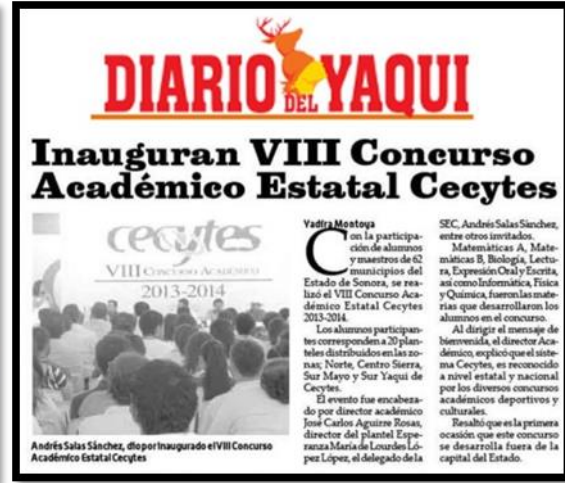 DIARIO DEL YAQUI
Inauguran VIII Concurso
Académico Estatal Cecytes
cecytes
VIII CONCURSO ACADÉMICO
2013-2014
Andrés Salas Sánchez, dio por inaugurado el VIII Concurso
Académico Estatal Cecytes
Yadira Montoya
Con la participa-
ción de alumnos
y maestros de 62
municipios del
Estado de Sonora, se rea-
lizó el VIII Concurso Aca-
démico Estatal Cecytes
2013-2014.
Los alumnos participan-
tes corresponden a 20 plan-
teles distribuidos en las zo-
nas; Norte, Centro Sierra,
Sur Mayo y Sur Yaqui de
Cecytes.
El evento fue encabeza-
do por director académico
José Carlos Aguirre Rosas,
director del plantel Espe-
ranza María de Lourdes Ló-
pez López, el delegado de la
SEC, Andrés Salas Sánchez,
entre otros invitados.
Matemáticas A, Mate-
máticas B, Biología, Lectu-
ra, Expresión Oral y Escrita,
así como Informática, Física
y Química, fueron las mate-
rias que desarrollaron los
alumnos en el concurso.
Al dirigir el mensaje de
bienvenida, el director Aca-
démico, explicó que el siste-
ma Cecytes, es reconocido
a nivel estatal y nacional
por los diversos concursos
académicos deportivos y
culturales.
Resaltó que es la primera
ocasión que este concurso
se desarrolla fuera de la
capital del Estado.